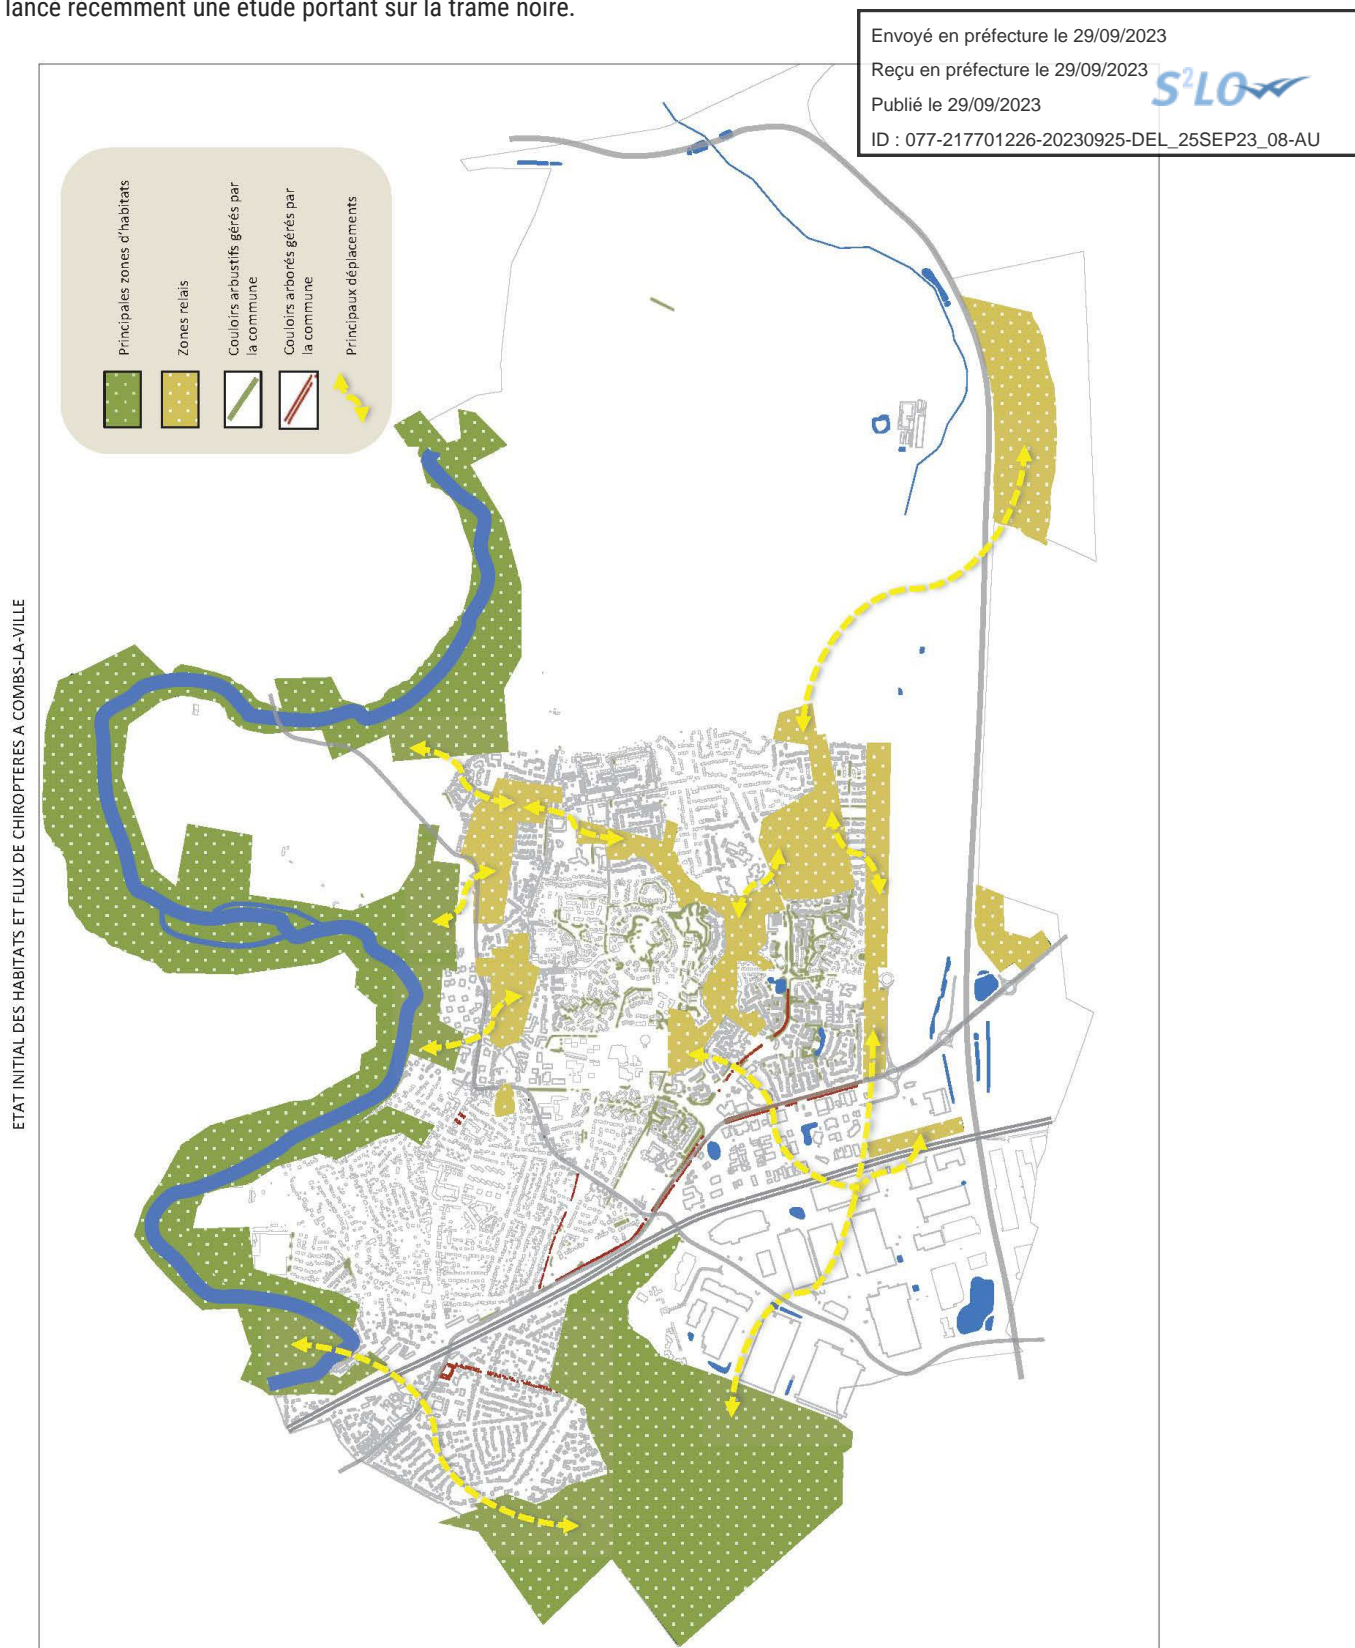 lancé récemment une étude portant sur la trame noire.
Envoyé en préfecture le 29/09/2023
Reçu en préfecture le 29/09/2023
Publié le 29/09/2023
S²LO
ID : 077-217701226-20230925-DEL_25SEP23_08-AU
Principales zones d'habitats
Zones relais
Couloirs arbustifs gérés par
la commune
Couloirs arborés gérés par
la commune
Principaux déplacements
ETAT INITIAL DES HABITATS ET FLUX DE CHIROPTERES A COMBS-LA-VILLE